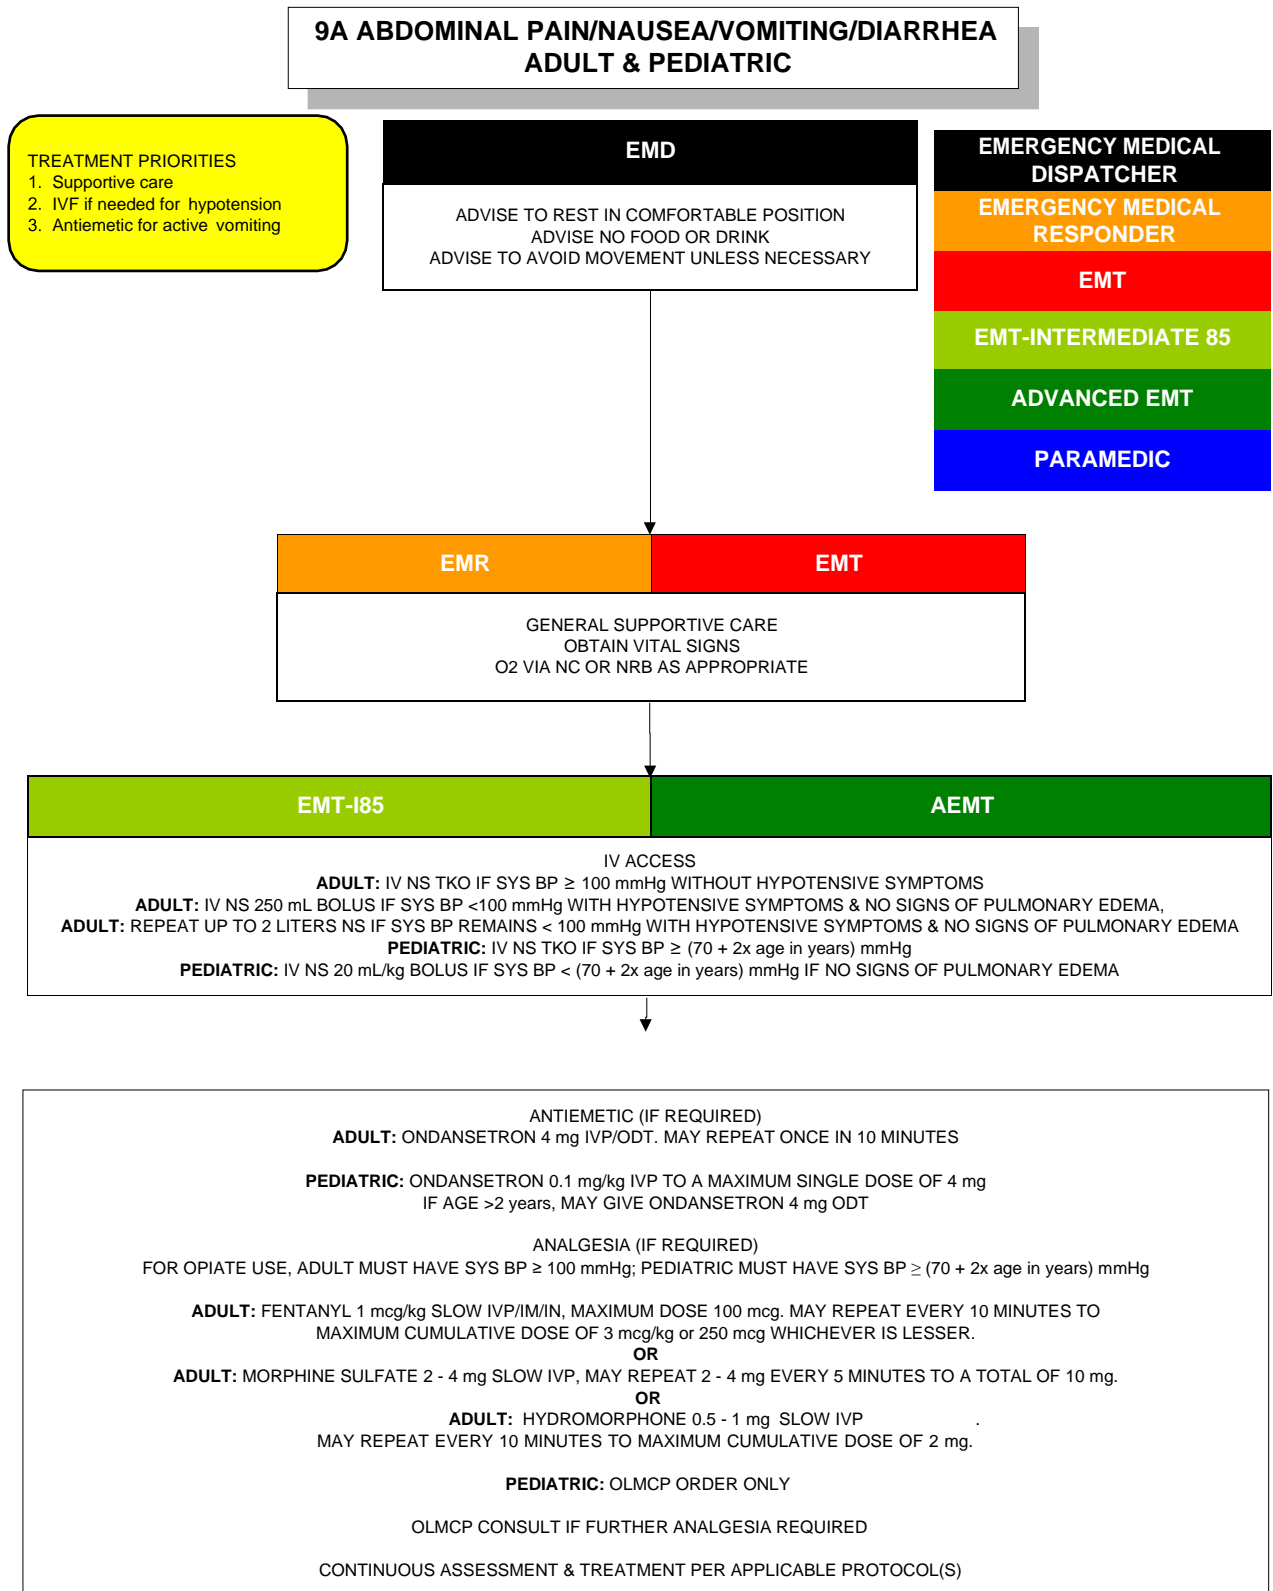 9A ABDOMINAL PAIN/NAUSEA/VOMITING/DIARRHEA
ADULT & PEDIATRIC
TREATMENT PRIORITIES
1. Supportive care
2. IVF if needed for hypotension
3. Antiemetic for active vomiting
EMD
ADVISE TO REST IN COMFORTABLE POSITION
ADVISE NO FOOD OR DRINK
ADVISE TO AVOID MOVEMENT UNLESS NECESSARY
EMERGENCY MEDICAL
DISPATCHER
EMERGENCY MEDICAL
RESPONDER
EMT
EMT-INTERMEDIATE 85
ADVANCED EMT
PARAMEDIC
EMR
EMT
GENERAL SUPPORTIVE CARE
OBTAIN VITAL SIGNS
O2 VIA NC OR NRB AS APPROPRIATE
EMT-I85
AEMT
IV ACCESS
ADULT: IV NS TKO IF SYS BP ≥ 100 mmHg WITHOUT HYPOTENSIVE SYMPTOMS
ADULT: IV NS 250 mL BOLUS IF SYS BP <100 mmHg WITH HYPOTENSIVE SYMPTOMS & NO SIGNS OF PULMONARY EDEMA,
ADULT: REPEAT UP TO 2 LITERS NS IF SYS BP REMAINS < 100 mmHg WITH HYPOTENSIVE SYMPTOMS & NO SIGNS OF PULMONARY EDEMA
PEDIATRIC: IV NS TKO IF SYS BP ≥ (70 + 2x age in years) mmHg
PEDIATRIC: IV NS 20 mL/kg BOLUS IF SYS BP < (70 + 2x age in years) mmHg IF NO SIGNS OF PULMONARY EDEMA
ANTIEMETIC (IF REQUIRED)
ADULT: ONDANSETRON 4 mg IVP/ODT. MAY REPEAT ONCE IN 10 MINUTES
PEDIATRIC: ONDANSETRON 0.1 mg/kg IVP TO A MAXIMUM SINGLE DOSE OF 4 mg
IF AGE >2 years, MAY GIVE ONDANSETRON 4 mg ODT
ANALGESIA (IF REQUIRED)
FOR OPIATE USE, ADULT MUST HAVE SYS BP ≥ 100 mmHg; PEDIATRIC MUST HAVE SYS BP ≥ (70 + 2x age in years) mmHg
ADULT: FENTANYL 1 mcg/kg SLOW IVP/IM/IN, MAXIMUM DOSE 100 mcg. MAY REPEAT EVERY 10 MINUTES TO
MAXIMUM CUMULATIVE DOSE OF 3 mcg/kg or 250 mcg WHICHEVER IS LESSER.
OR
ADULT: MORPHINE SULFATE 2 - 4 mg SLOW IVP, MAY REPEAT 2 - 4 mg EVERY 5 MINUTES TO A TOTAL OF 10 mg.
OR
ADULT: HYDROMORPHONE 0.5 - 1 mg SLOW IVP .
MAY REPEAT EVERY 10 MINUTES TO MAXIMUM CUMULATIVE DOSE OF 2 mg.
PEDIATRIC: OLMCP ORDER ONLY
OLMCP CONSULT IF FURTHER ANALGESIA REQUIRED
CONTINUOUS ASSESSMENT & TREATMENT PER APPLICABLE PROTOCOL(S)